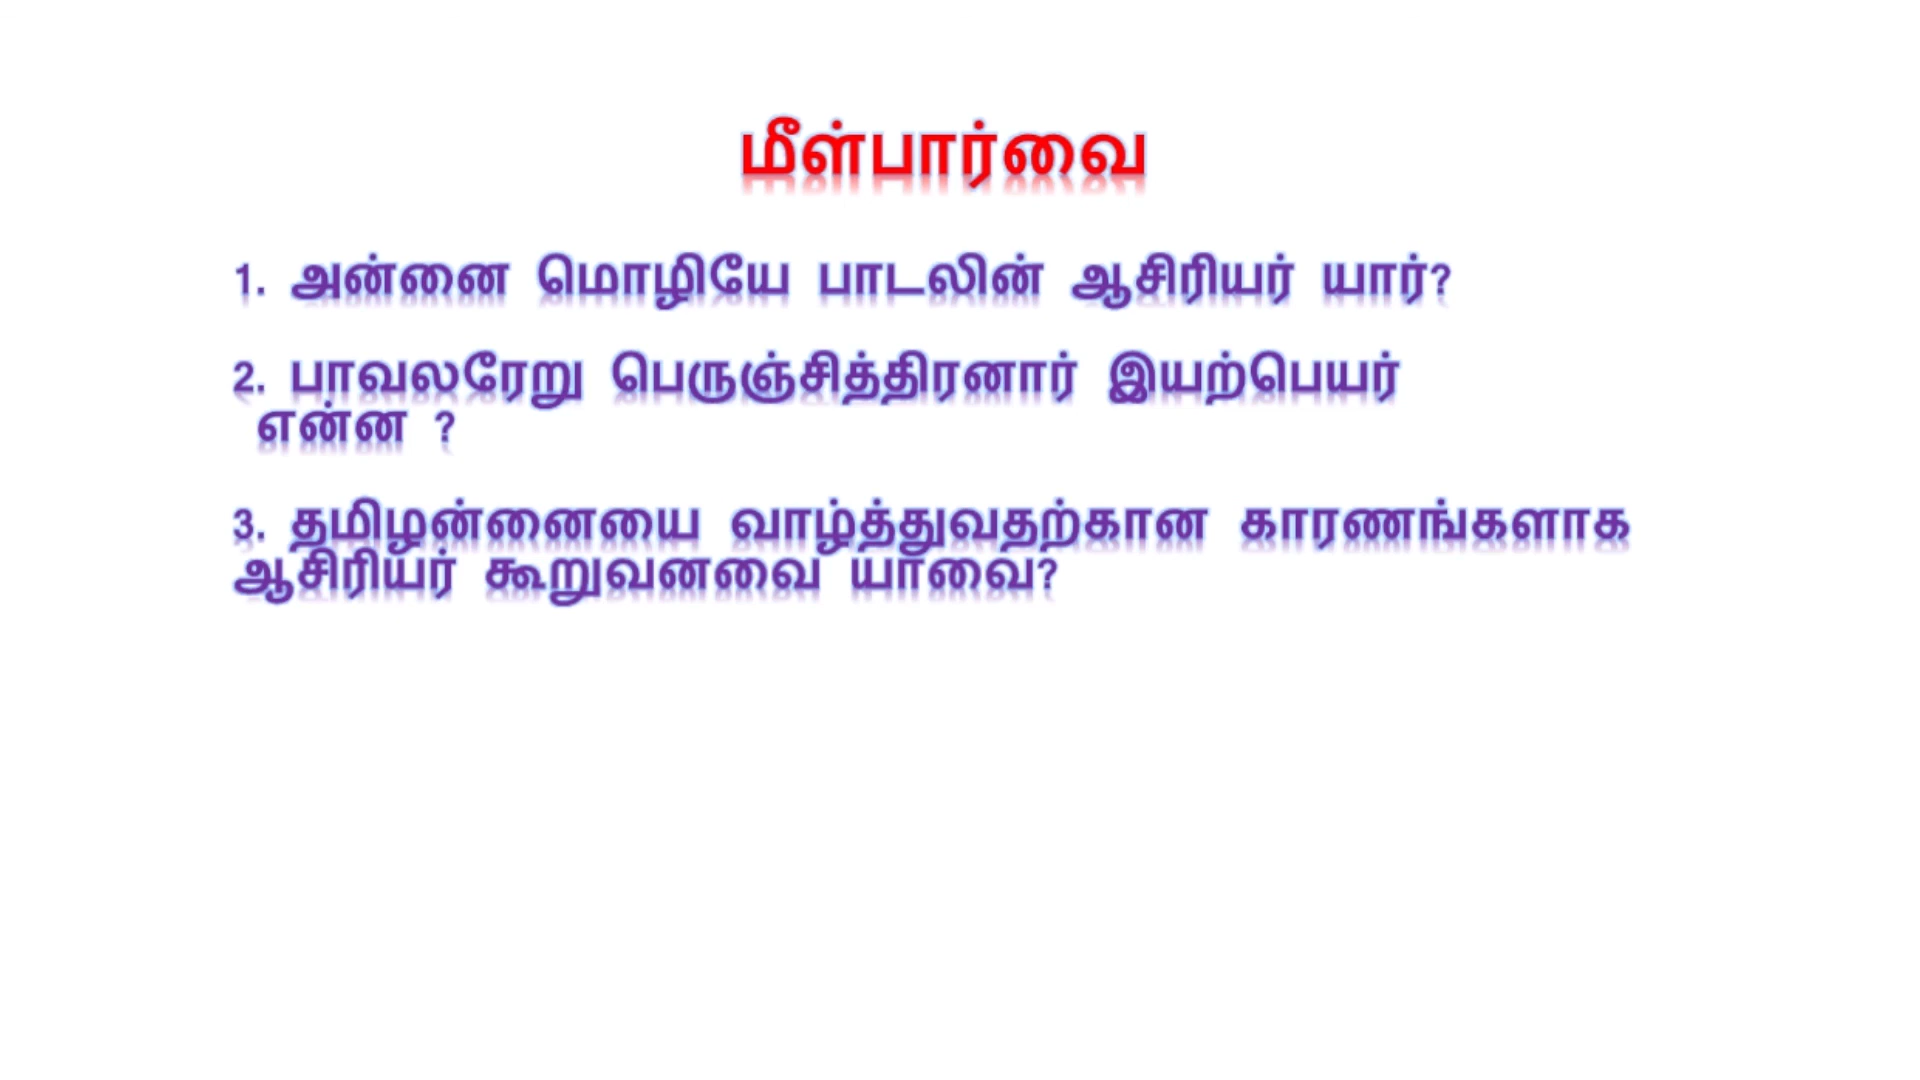 மீள்பார்வை
1. அன்னை மொழியே பாடலின் ஆசிரியர் யார்?
2. பாவலரேறு பெருஞ்சித்திரனார் இயற்பெயர்
என்ன ?
3. தமிழன்னையை வாழ்த்துவதற்கான காரணங்களாக
ஆசிரியர் கூறுவனவை யாவை?